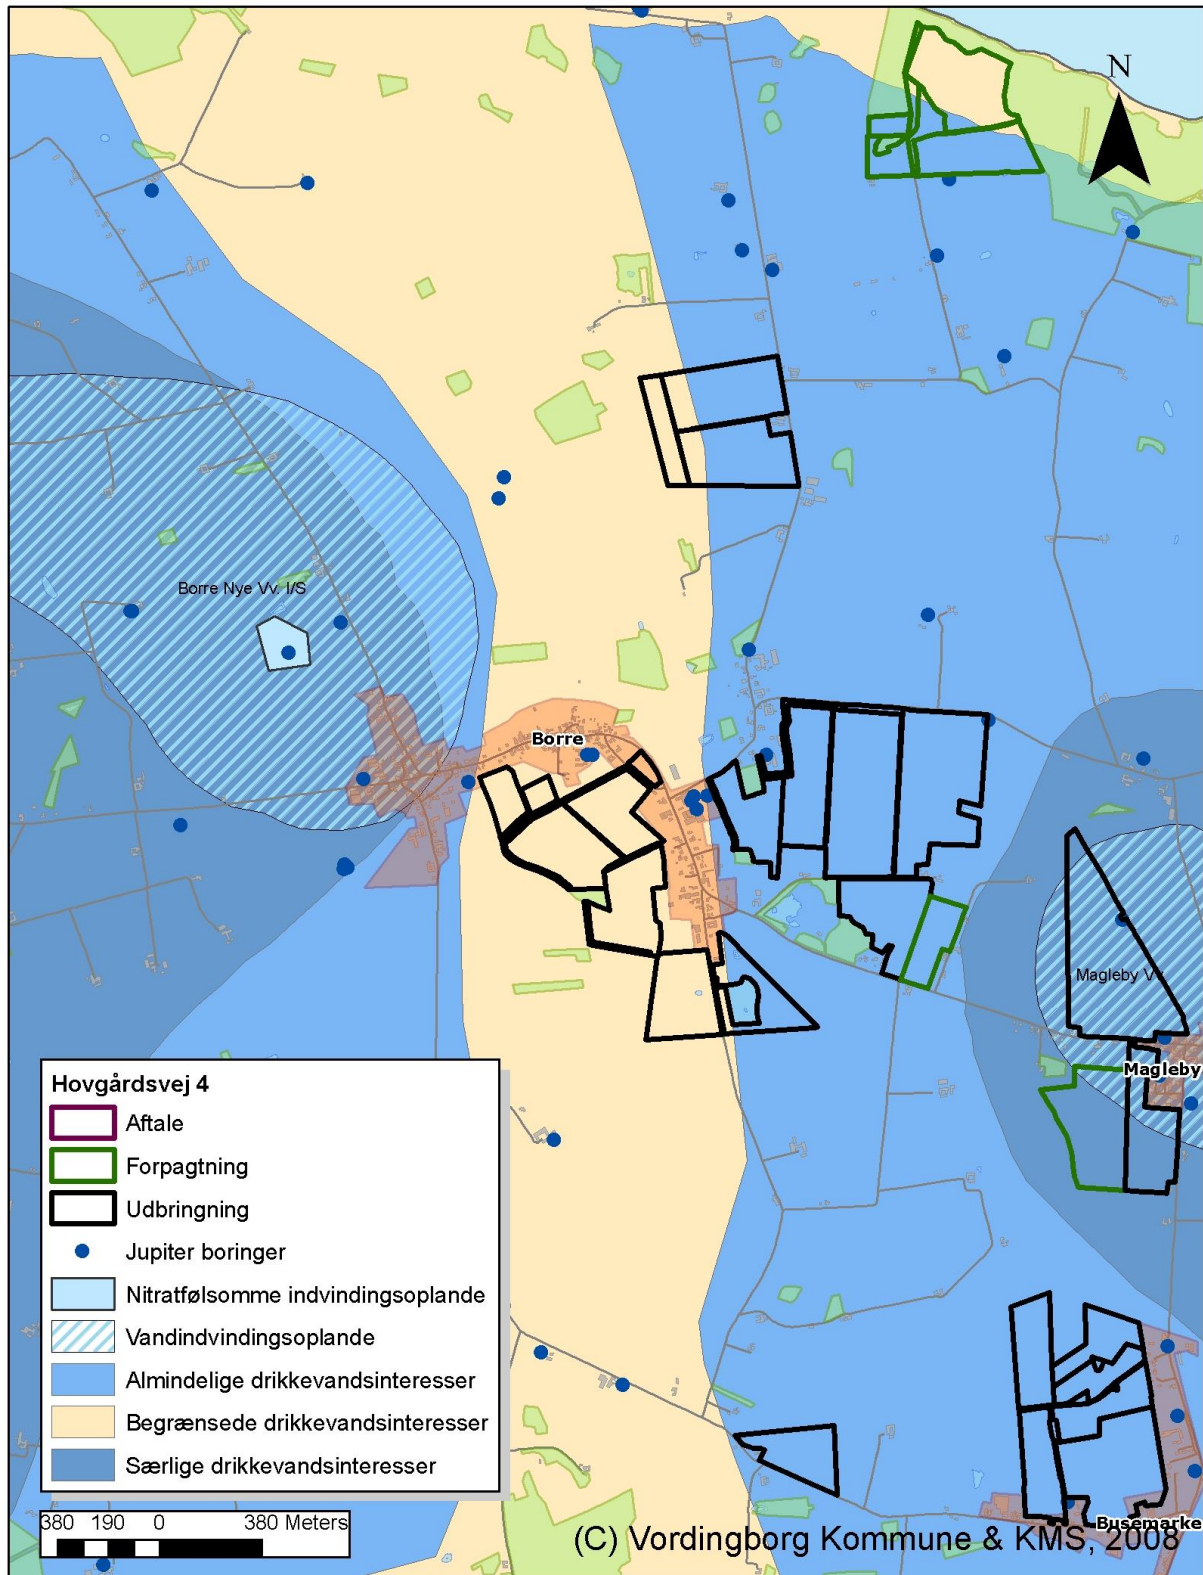 N
Borre Nye Vv. I/S
Borre
Magleby V
Magleby
Hovgårdsvej 4
Aftale
Forpagtning
Udbringning
Jupiter boringer
Nitratfølsomme indvindingsoplande
Vandindvindingsoplande
Almindelige drikkevandsinteresser
Begrænsede drikkevandsinteresser
Særlige drikkevandsinteresser
380 190 0 380 Meters
Busemarke
(C) Vordingborg Kommune & KMS, 2008